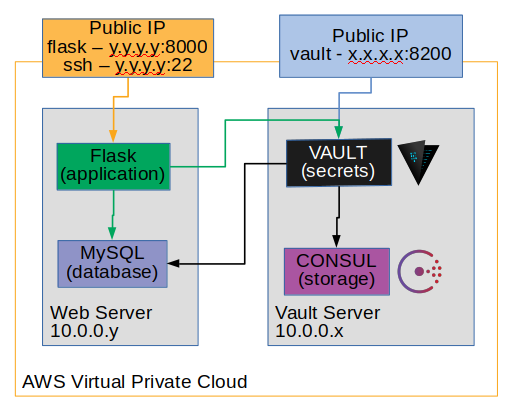 Public IP
flask – y.y.y.y:8000
ssh – y.y.y.y:22
Public IP
vault - x.x.x.x:8200
Flask
(application)
VAULT
(secrets)
MySQL
(database)
CONSUL
(storage)
Web Server
10.0.0.y
Vault Server
10.0.0.x
AWS Virtual Private Cloud